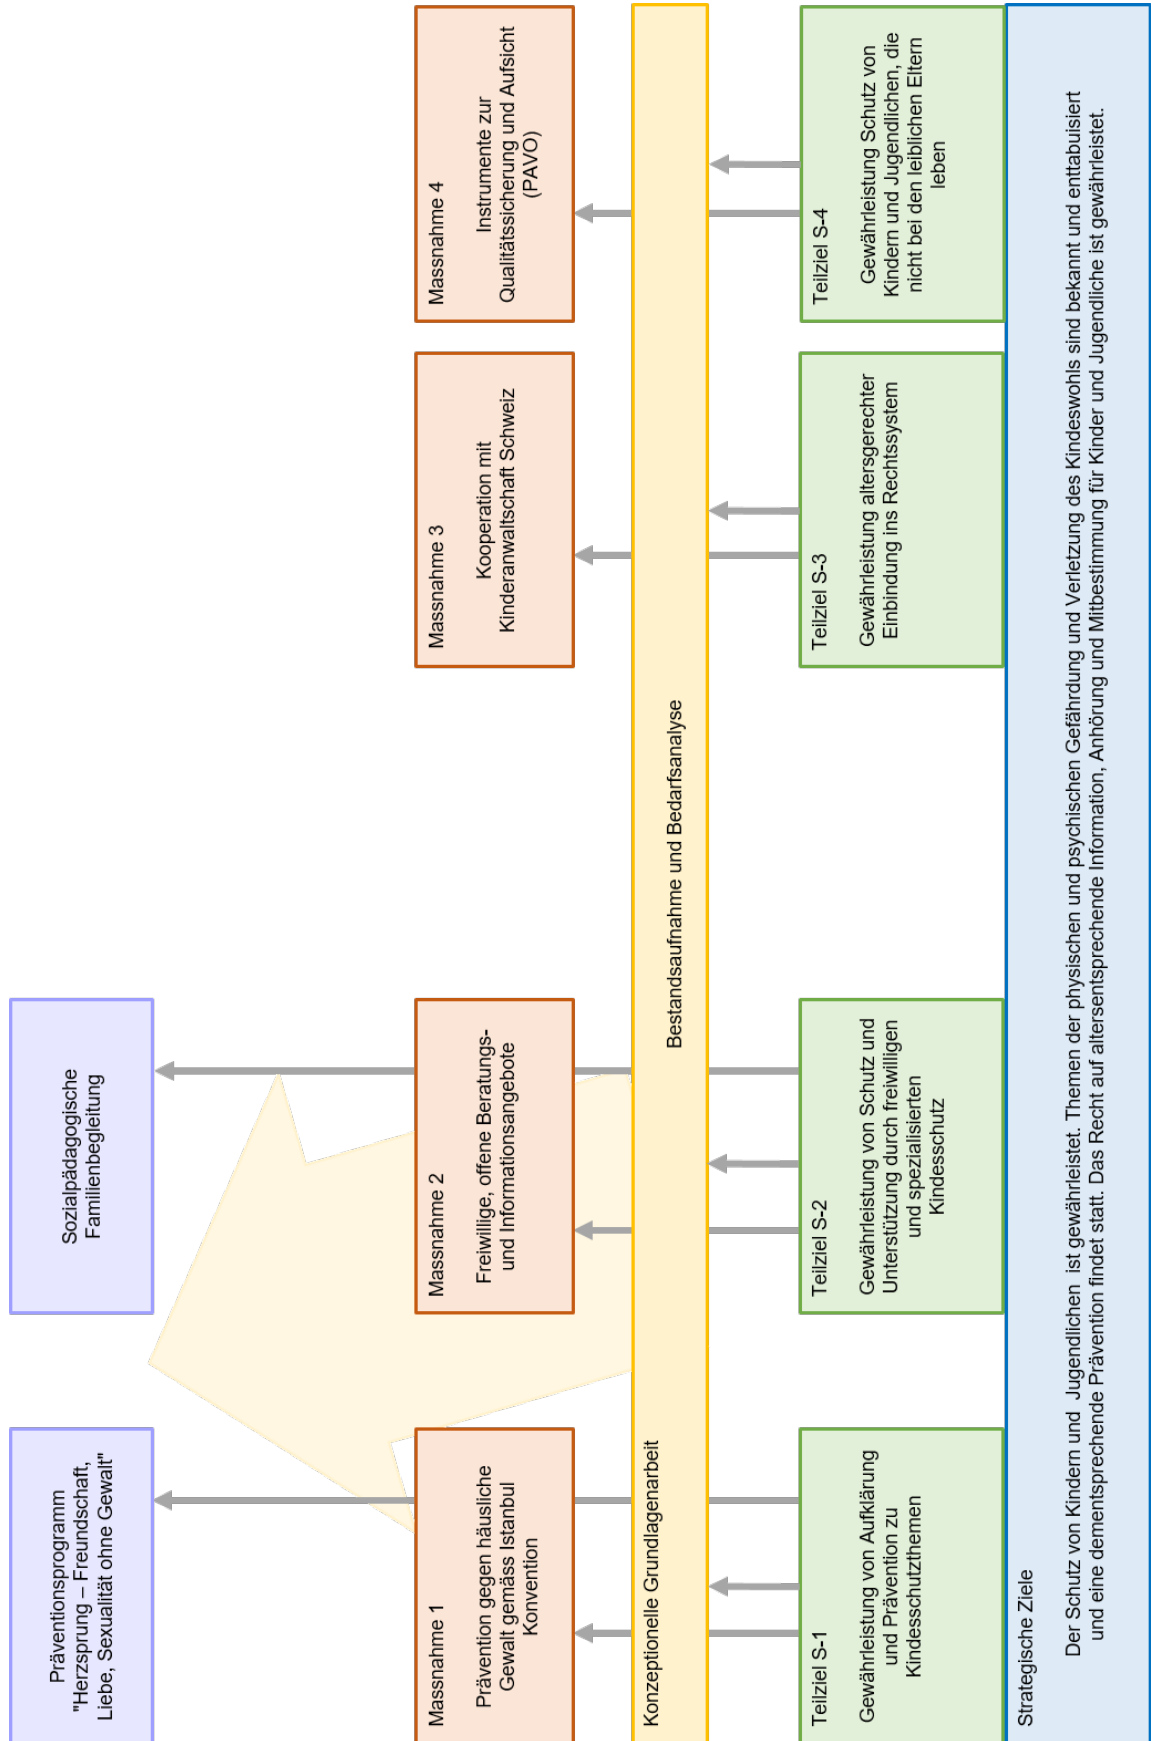 Präventionsprogramm
"Herzsprung – Freundschaft,
Liebe, Sexualität ohne Gewalt"
Sozialpädagogische
Familienbegleitung
Massnahme 1
Prävention gegen häusliche
Gewalt gemäss Istanbul
Konvention
Massnahme 2
Freiwillige, offene Beratungs-
und Informationsangebote
Massnahme 3
Kooperation mit
Kinderanwaltschaft Schweiz
Massnahme 4
Instrumente zur
Qualitätssicherung und Aufsicht
(PAVO)
Konzeptionelle Grundlagenarbeit
Bestandsaufnahme und Bedarfsanalyse
Teilziel S-1
Gewährleistung von Aufklärung
und Prävention zu
Kindesschutzthemen
Teilziel S-2
Gewährleistung von Schutz und
Unterstützung durch freiwilligen
und spezialisierten
Kindesschutz
Teilziel S-3
Gewährleistung altersgerechter
Einbindung ins Rechtssystem
Teilziel S-4
Gewährleistung Schutz von
Kindern und Jugendlichen, die
nicht bei den leiblichen Eltern
leben
Strategische Ziele
Der Schutz von Kindern und Jugendlichen ist gewährleistet. Themen der physischen und psychischen Gefährdung und Verletzung des Kindeswohls sind bekannt und enttabuisiert
und eine dementsprechende Prävention findet statt. Das Recht auf altersentsprechende Information, Anhörung und Mitbestimmung für Kinder und Jugendliche ist gewährleistet.